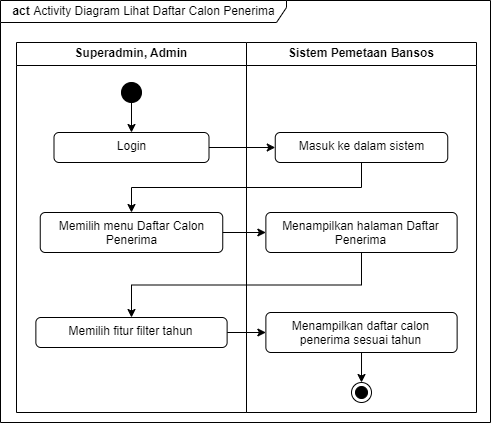 act Activity Diagram Lihat Daftar Calon Penerima
Superadmin, Admin
Sistem Pemetaan Bansos
Login
Masuk ke dalam sistem
Memilih menu Daftar Calon
Penerima
Menampilkan halaman Daftar
Penerima
Memilih fitur filter tahun
Menampilkan daftar calon
penerima sesuai tahun